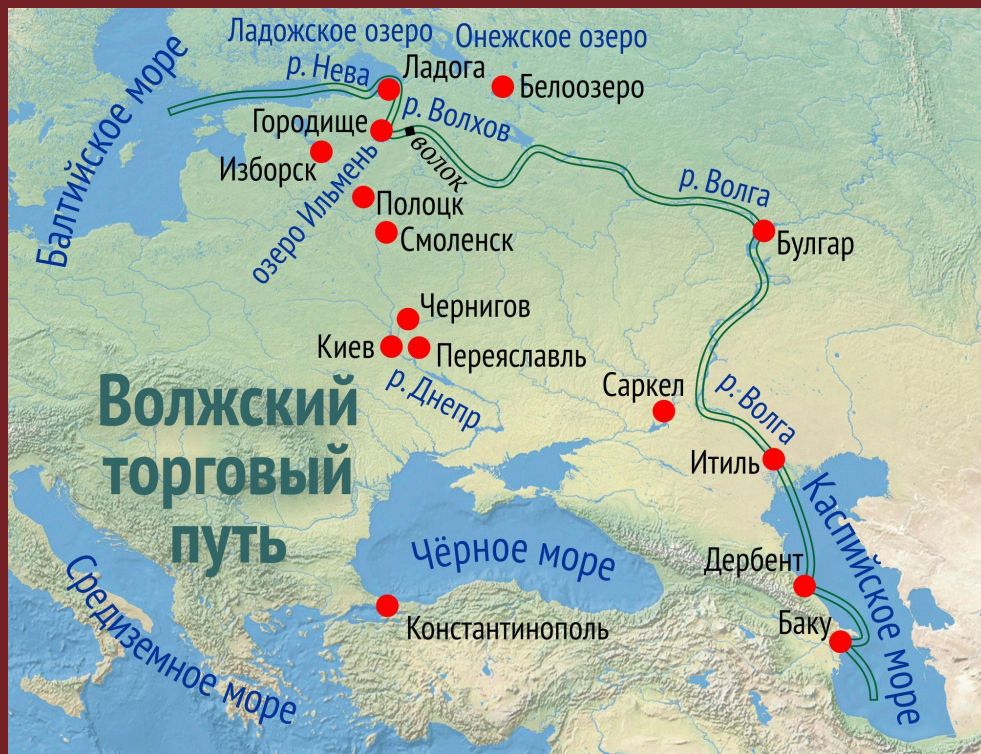 Ладожское озеро
Онежское озеро
р. Нева
Ладога
Белоозеро
Балтийское море
р. Волхов
Городище
волок
Изборск
озеро Ильмень
Полоцк
Смоленск
р. Волга
Булгар
Чернигов
Киев
Переяславль
р. Днепр
Волжский
торговый
путь
Саркел
р. Волга
Итиль
Каспийское море
Чёрное море
Дербент
Баку
Средиземное море
Константинополь